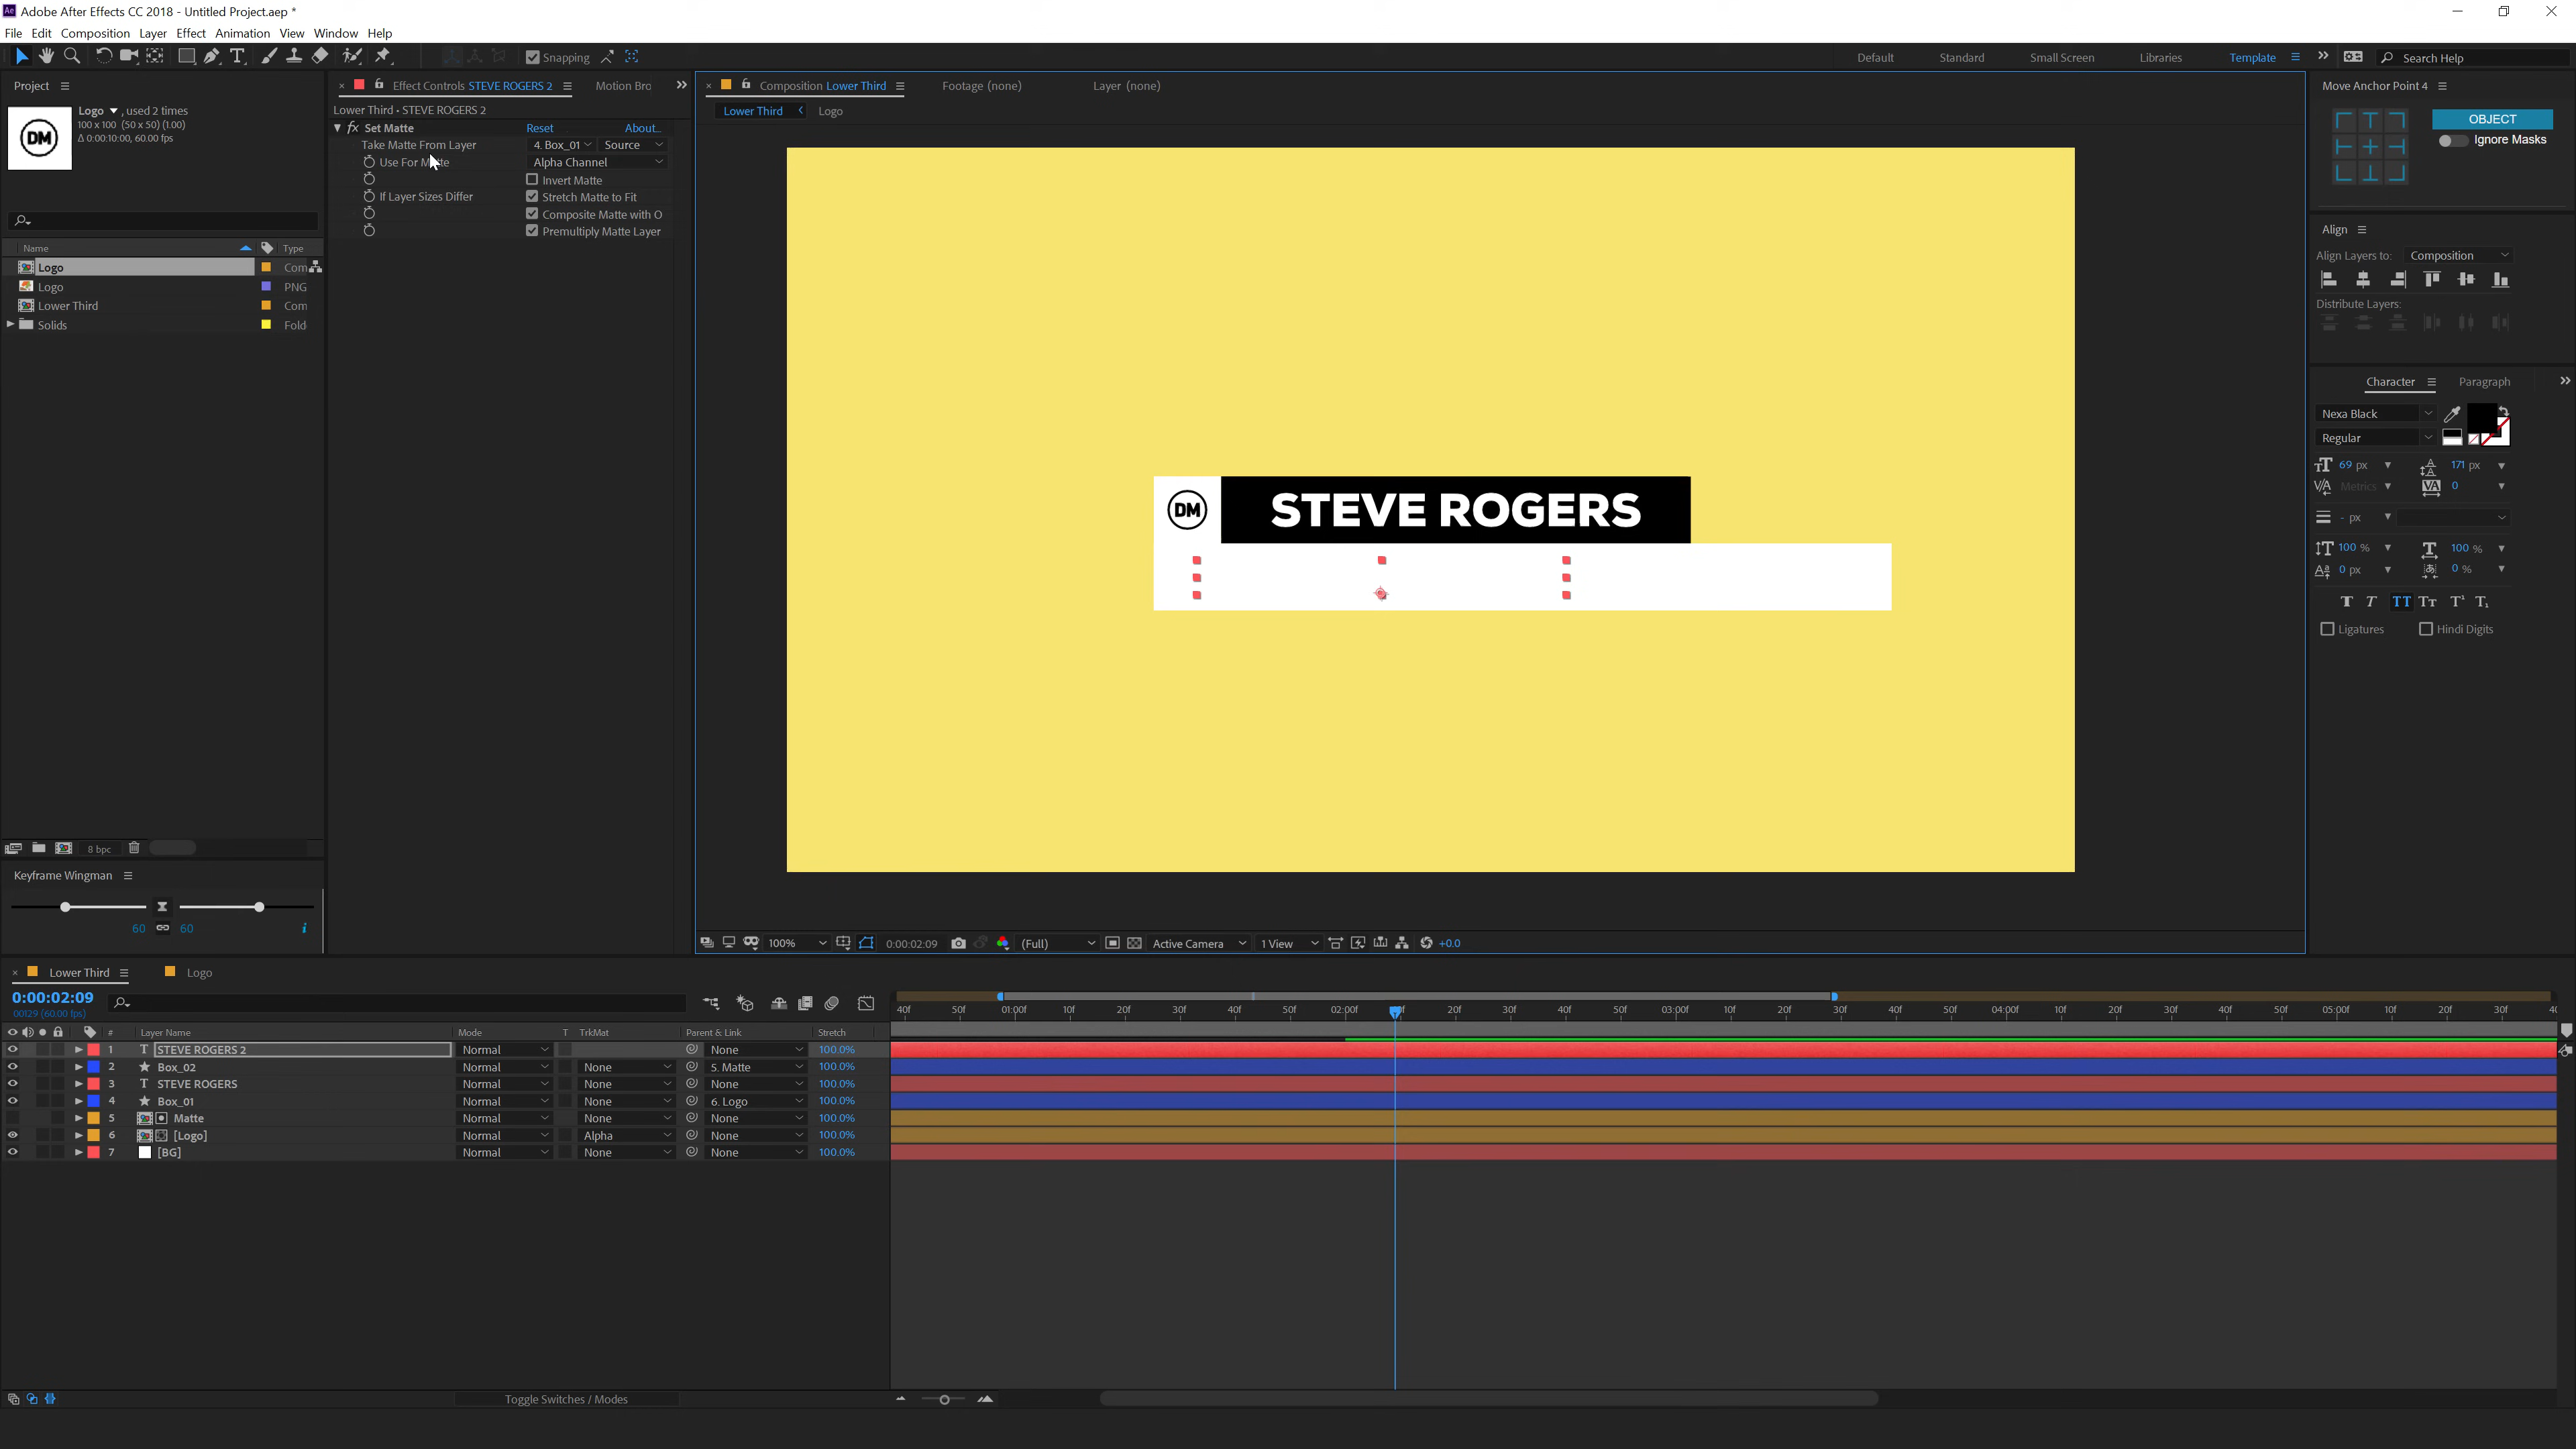 Adobe After Effects CC 2018 - Untitled Project.aep *
File Edit Composition Layer Effect Animation View Window Help
Snapping
Default Standard Small Screen Libraries Template Search Help
Project
Logo , used 2 times
100 x 100 (50 x 50) (1.00)
Δ 0:00:10:00, 60.00 fps
DM
Name Type
Logo Com
Logo PNG
Lower Third Com
Solids Fold
8 bpc
Keyframe Wingman
60 60
Effect Controls STEVE ROGERS 2 Motion Bro
Lower Third • STEVE ROGERS 2
fx Set Matte Reset About...
Take Matte From Layer 4. Box_01 Source
Use For Matte Alpha Channel
Invert Matte
If Layer Sizes Differ Stretch Matte to Fit
Composite Matte with O
Premultiply Matte Layer
Composition Lower Third Footage (none) Layer (none)
Lower Third Logo
DM STEVE ROGERS
100% 0:00:02:09 (Full) Active Camera 1 View +0.0
Move Anchor Point 4
OBJECT
Ignore Masks
Align
Align Layers to: Composition
Distribute Layers:
Character Paragraph
Nexa Black
Regular
69 px 171 px
Metrics 0
- px
100 % 100 %
0 px 0 %
Ligatures Hindi Digits
Lower Third Logo
0:00:02:09
00129 (60.00 fps)
40f 50f 01:00f 10f 20f 30f 40f 50f 02:00f 20f 30f 40f 50f 03:00f 10f 20f 30f 40f 50f 04:00f 10f 20f 30f 40f 50f 05:00f 10f 20f 30f
# Layer Name Mode T TrkMat Parent & Link Stretch
1 STEVE ROGERS 2 Normal None 100.0%
2 Box_02 Normal None 5. Matte 100.0%
3 STEVE ROGERS Normal None None 100.0%
4 Box_01 Normal None 6. Logo 100.0%
5 Matte Normal None None 100.0%
6 [Logo] Normal Alpha None 100.0%
7 [BG] Normal None None 100.0%
Toggle Switches / Modes